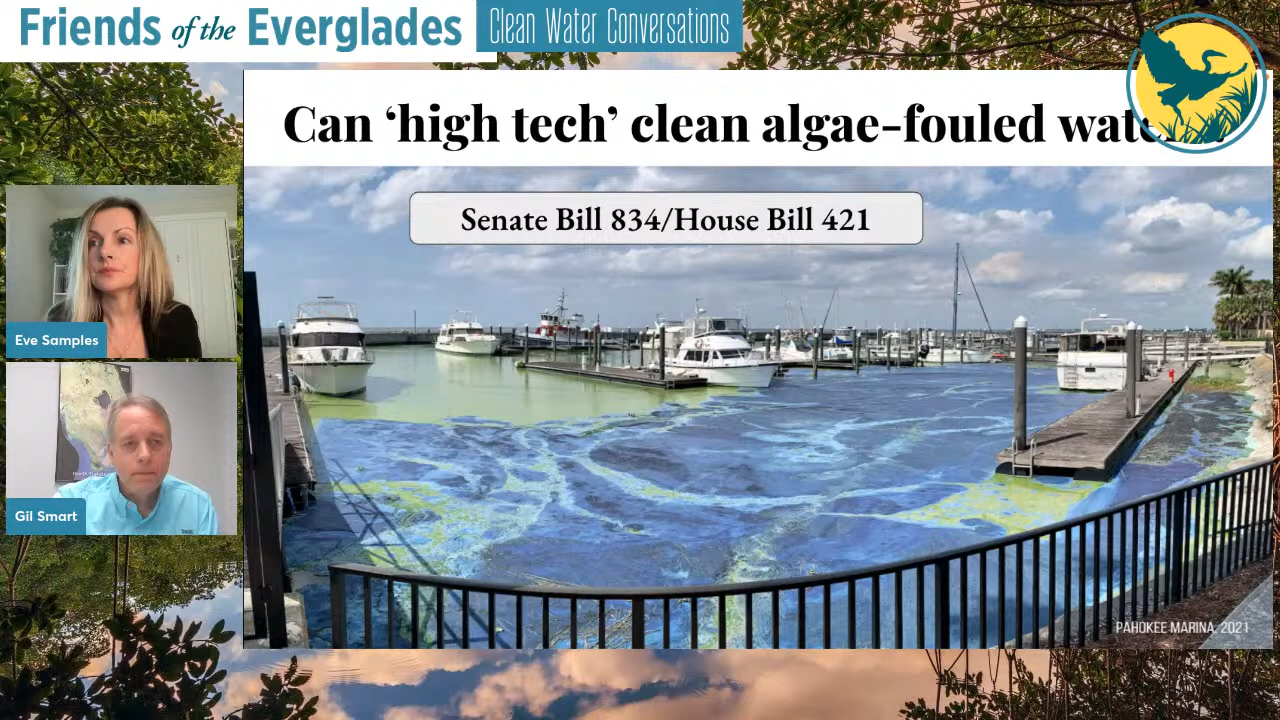 Friends of the Everglades
Clean Water Conversations
Can ‘high tech’ clean algae-fouled wate
Senate Bill 834/House Bill 421
Eve Samples
Gil Smart
PAHOKEE MARINA, 2021